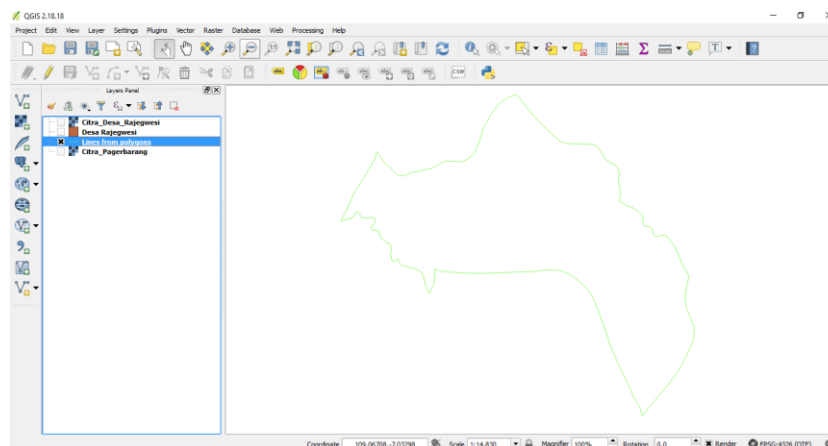 QGIS 2.18.18
Project Edit View Layer Settings Plugins Vector Raster Database Web Processing Help
Layers Panel
Citra_Desa_Rajegwesi
Desa Rajegwesi
Lines from polygons
Citra_Pagerbarang
Coordinate 109.06708,-7.03298 Scale 1:14.830 Magnifier 100% Rotation 0,0 Render EPSG:4326 (OTF)